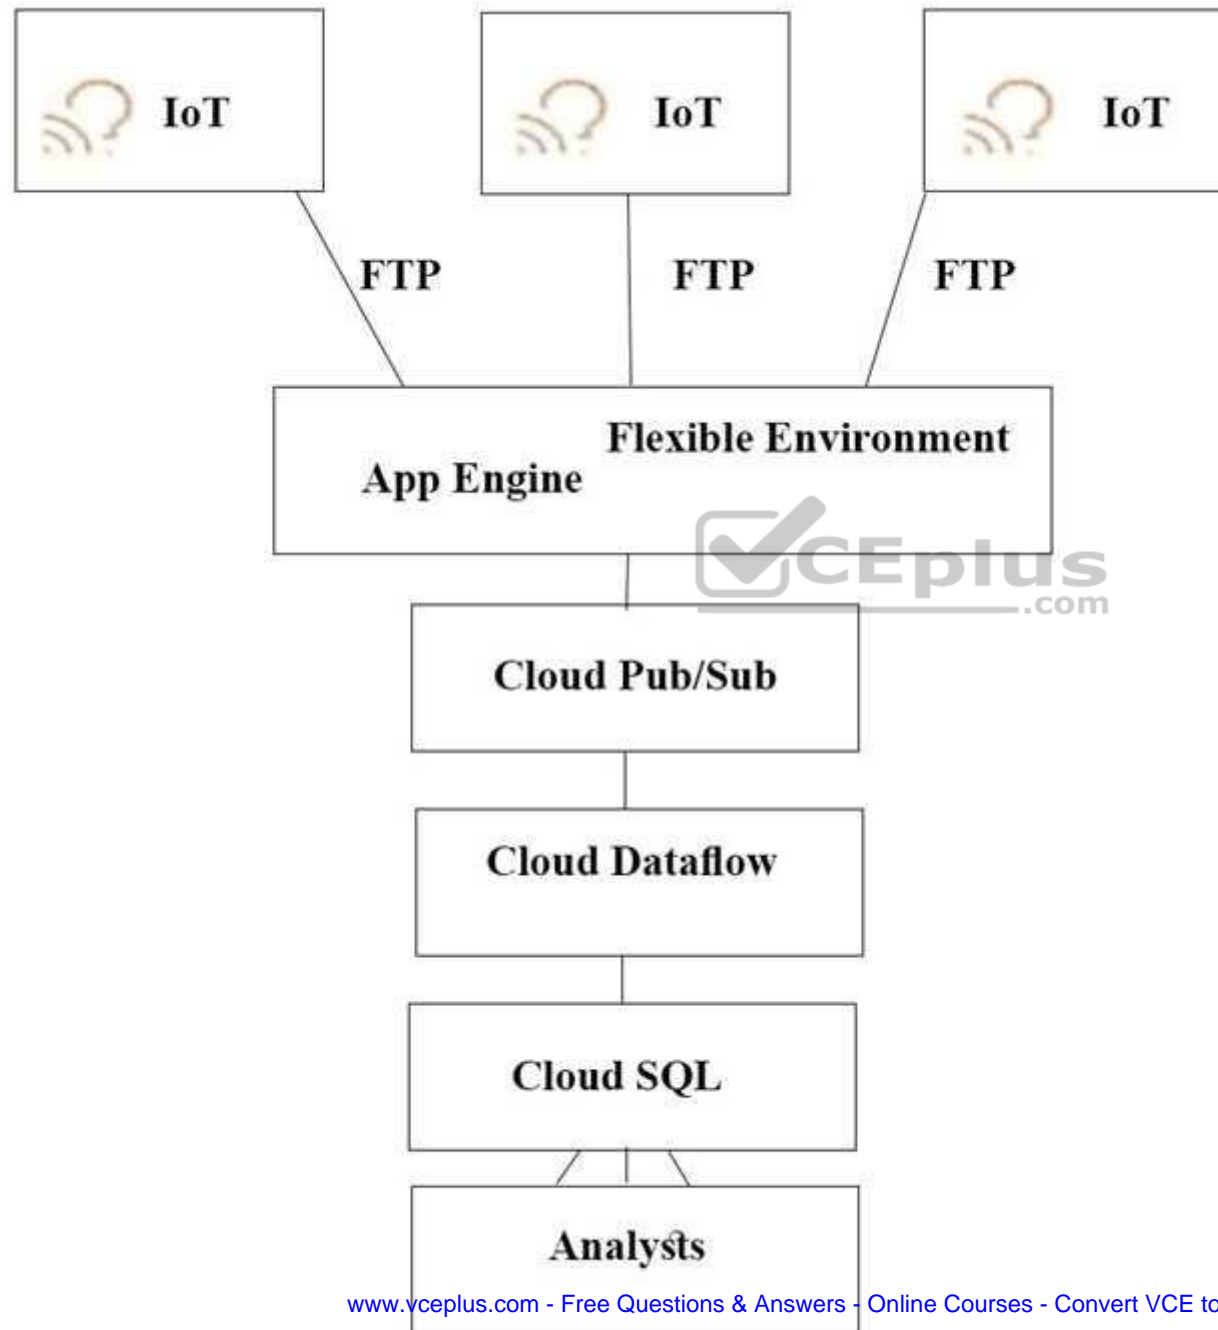 IoT IoT IoT
FTP FTP FTP
Flexible Environment
App Engine
VCEplus
.com
Cloud Pub/Sub
Cloud Dataflow
Cloud SQL
Analysts
www.vceplus.com - Free Questions & Answers - Online Courses - Convert VCE to